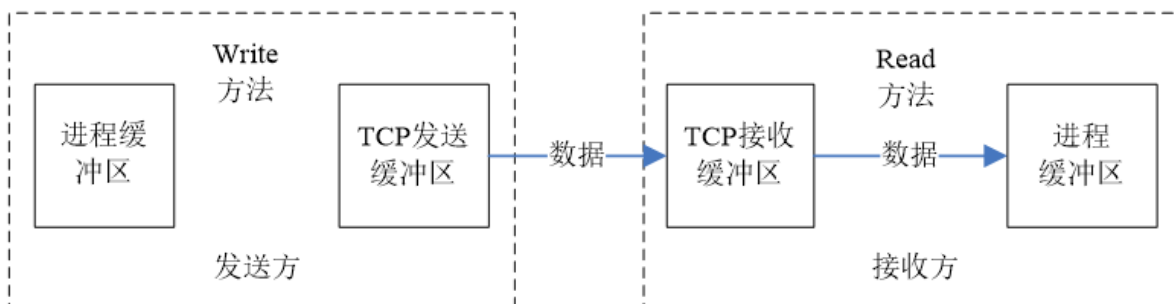 Write
方法
进程缓
冲区
TCP发送
缓冲区
发送方
数据
Read
方法
TCP接收
缓冲区
数据
进程
缓冲区
接收方